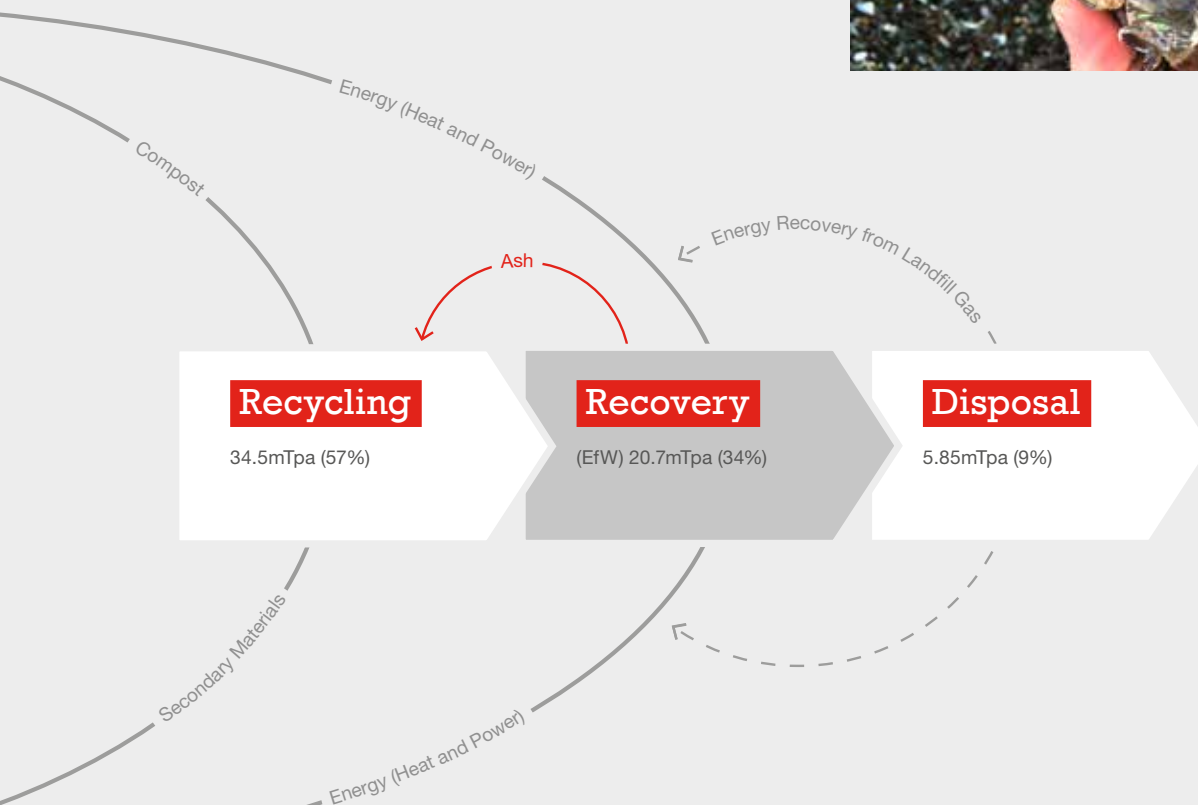 Energy (Heat and Power)
Compost
Energy Recovery from Landfill Gas
Ash
Recycling
34.5mTpa (57%)
Recovery
(EfW) 20.7mTpa (34%)
Disposal
5.85mTpa (9%)
Secondary Materials
Energy (Heat and Power)